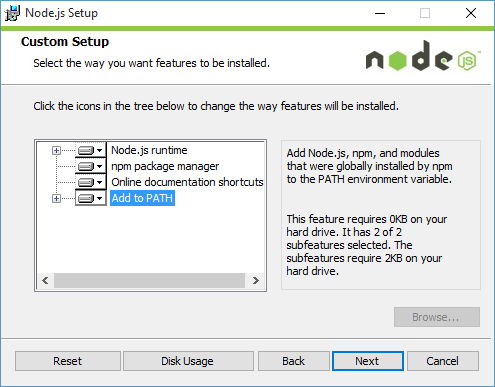 Node.js Setup
Custom Setup
Select the way you want features to be installed.
node
JS
Click the icons in the tree below to change the way features will be installed.
Node.js runtime
npm package manager
Online documentation shortcuts
Add to PATH
Add Node.js, npm, and modules
that were globally installed by npm
to the PATH environment variable.
This feature requires 0KB on your
hard drive. It has 2 of 2
subfeatures selected. The
subfeatures require 2KB on your
hard drive.
Browse...
Reset
Disk Usage
Back
Next
Cancel